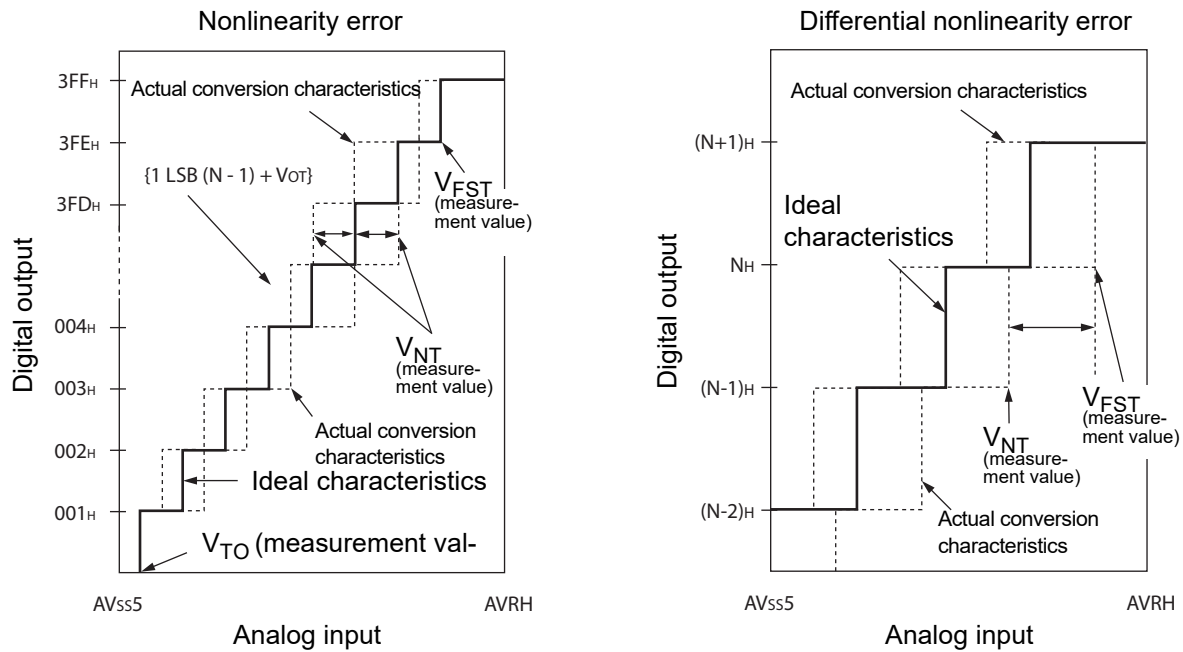 Nonlinearity error
3FFH
Actual conversion characteristics
3FEH
{1 LSB (N - 1) + VOT}
VFST
(measure-
ment value)
3FDH
Digital output
004H
VNT
(measure-
ment value)
003H
Actual conversion
characteristics
002H
Ideal characteristics
001H
VTO (measurement val-
AVSS5
AVRH
Analog input
Differential nonlinearity error
Actual conversion characteristics
(N+1)H
Ideal
characteristics
NH
Digital output
(N-1)H
VFST
(measure-
ment value)
VNT
(measure-
ment value)
(N-2)H
Actual conversion
characteristics
AVSS5
AVRH
Analog input